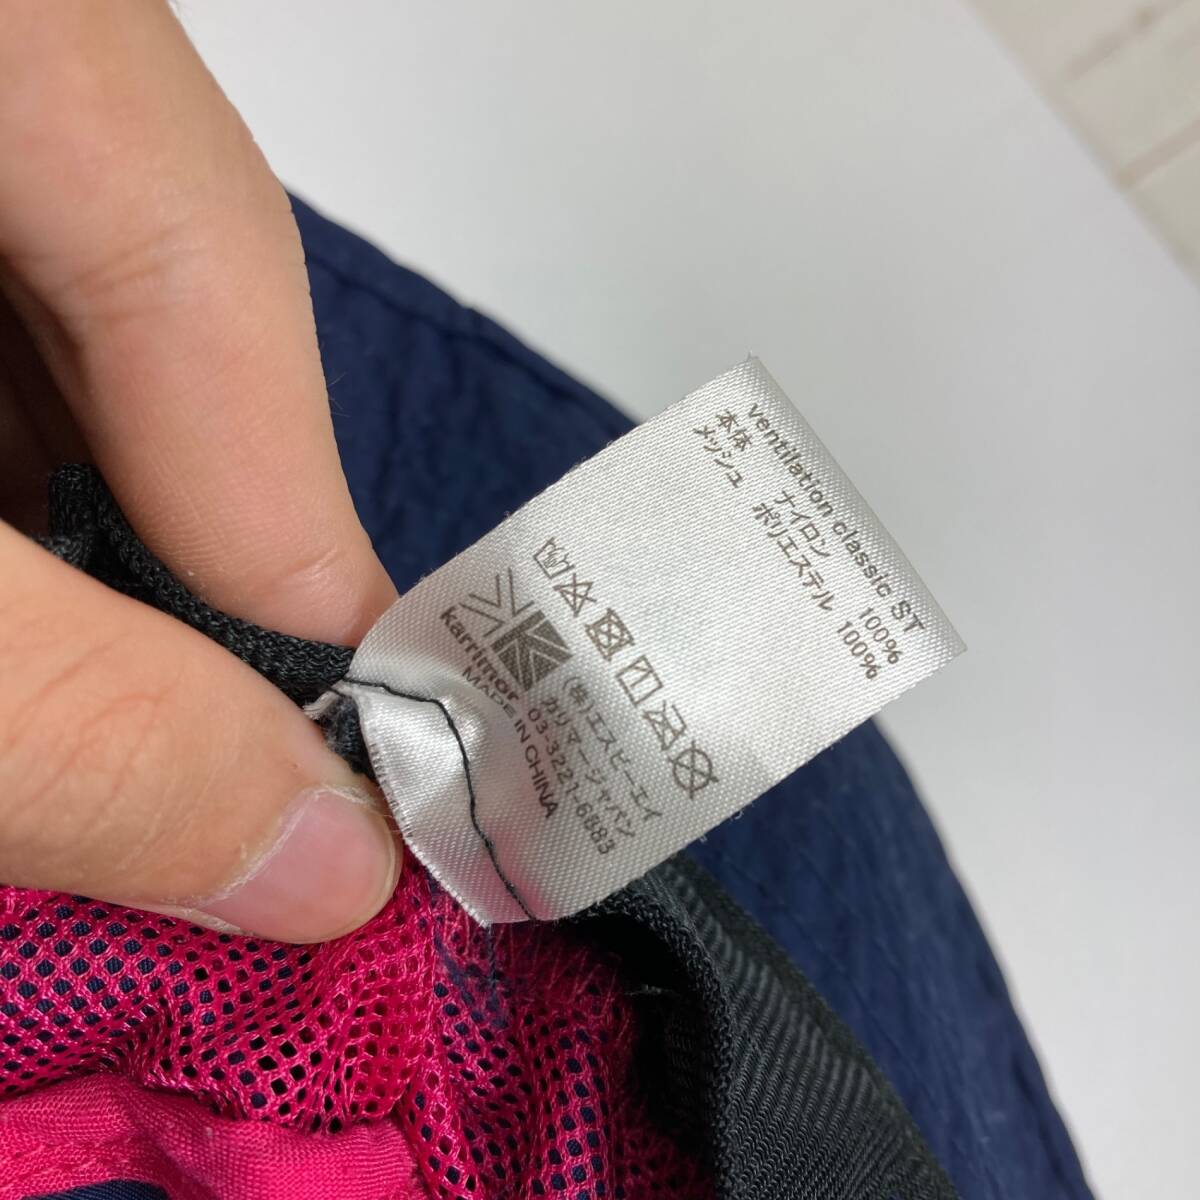 ventilation classic ST
本体 ナイロン 100%
メッシュ ポリエステル 100%
karrimor
MADE IN CHINA
(株)エスピーエイ
カリマージャパン
03-3221-6883